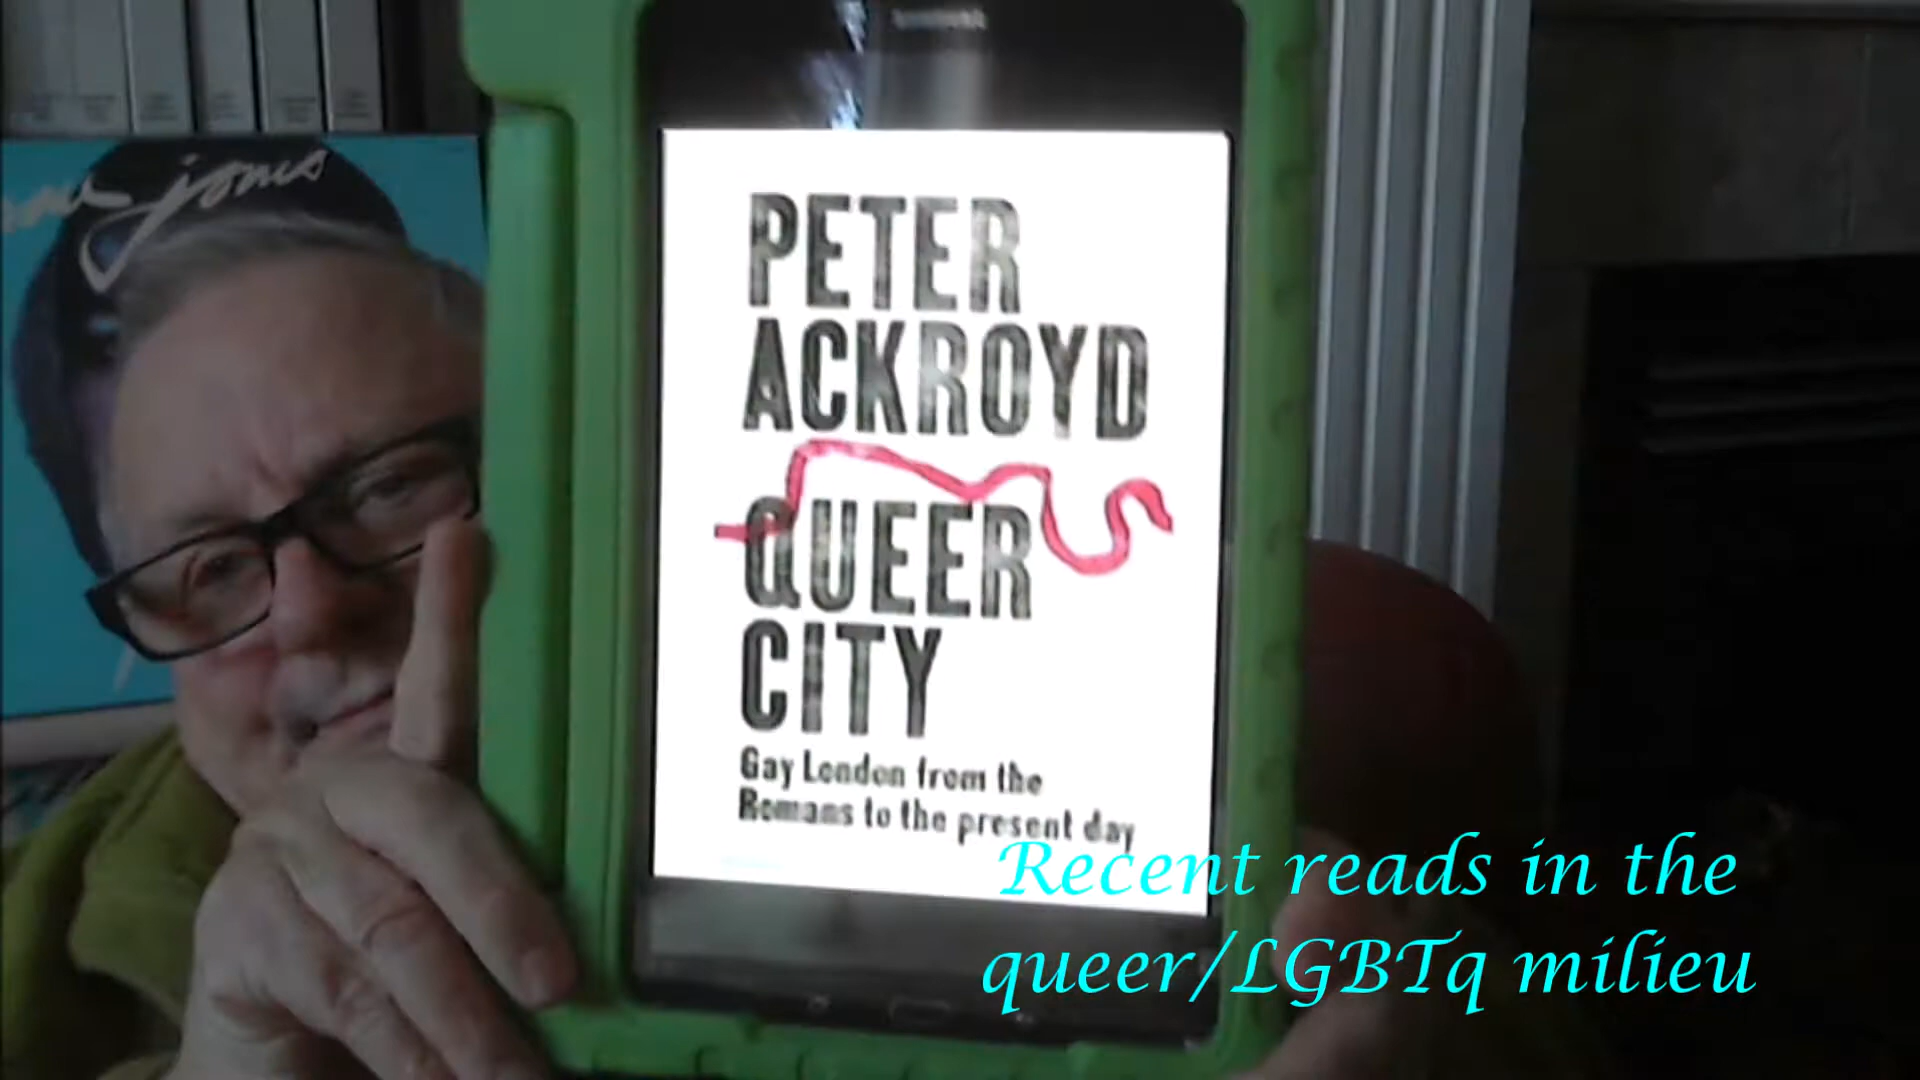 jones
PETER
ACKROYD
QUEER
CITY
Gay London from the
Romans to the present day
Recent reads in the
queer/LGBTq milieu